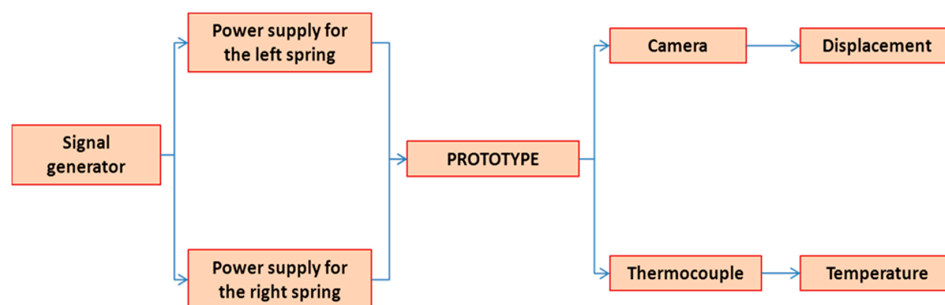 Power supply for
the left spring
Camera
Displacement
Signal
generator
PROTOTYPE
Power supply for
the right spring
Thermocouple
Temperature